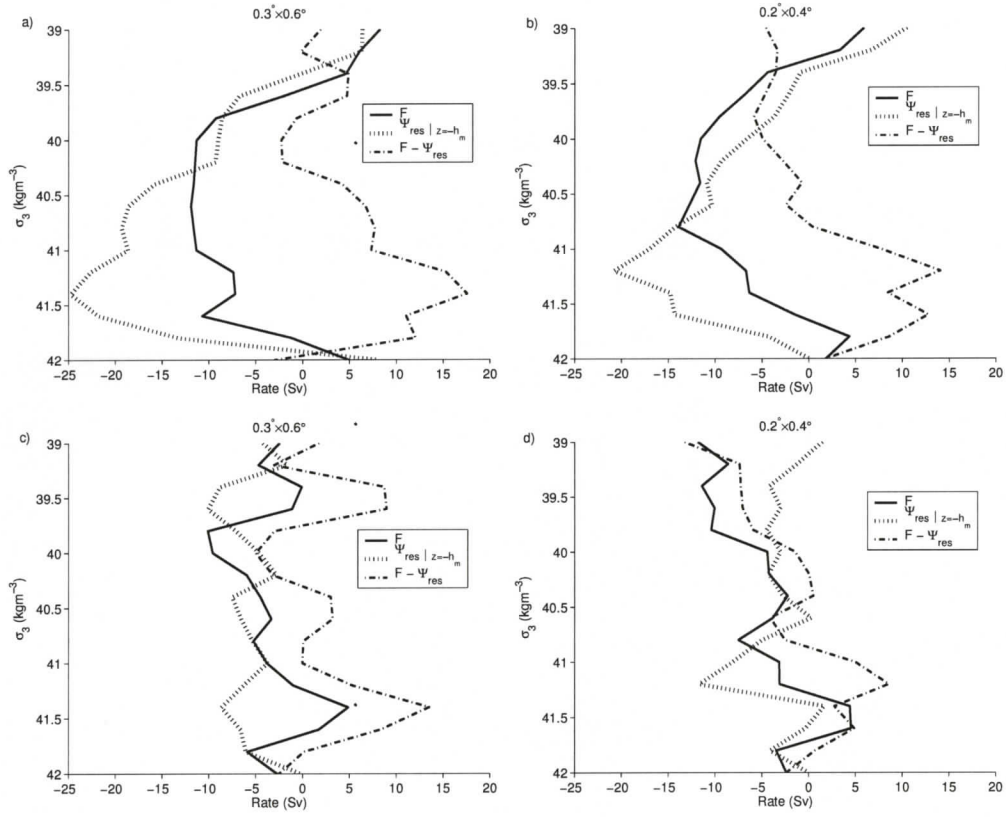 a)
0.3°×0.6°
39
39.5
40
40.5
41
41.5
42
σ₃ (kgm⁻³)
−25 −20 −15 −10 −5 0 5 10 15 20
Rate (Sv)
F
Ψres | z=−hm
F − Ψres
b)
0.2°×0.4°
39
39.5
40
40.5
41
41.5
42
σ₃ (kgm⁻³)
−25 −20 −15 −10 −5 0 5 10 15 20
Rate (Sv)
F
Ψres | z=−hm
F − Ψres
c)
0.3°×0.6°
39
39.5
40
40.5
41
41.5
42
σ₃ (kgm⁻³)
−25 −20 −15 −10 −5 0 5 10 15 20
Rate (Sv)
F
Ψres | z=−hm
F − Ψres
d)
0.2°×0.4°
39
39.5
40
40.5
41
41.5
42
σ₃ (kgm⁻³)
−25 −20 −15 −10 −5 0 5 10 15 20
Rate (Sv)
F
Ψres | z=−hm
F − Ψres